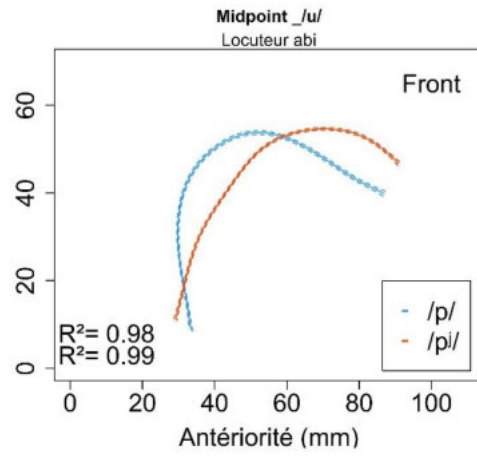 Midpoint _/u/
Locuteur abi
Front
60
40
20
0
R²= 0.98
R²= 0.99
/p/
/pʲ/
0 20 40 60 80 100
Antériorité (mm)